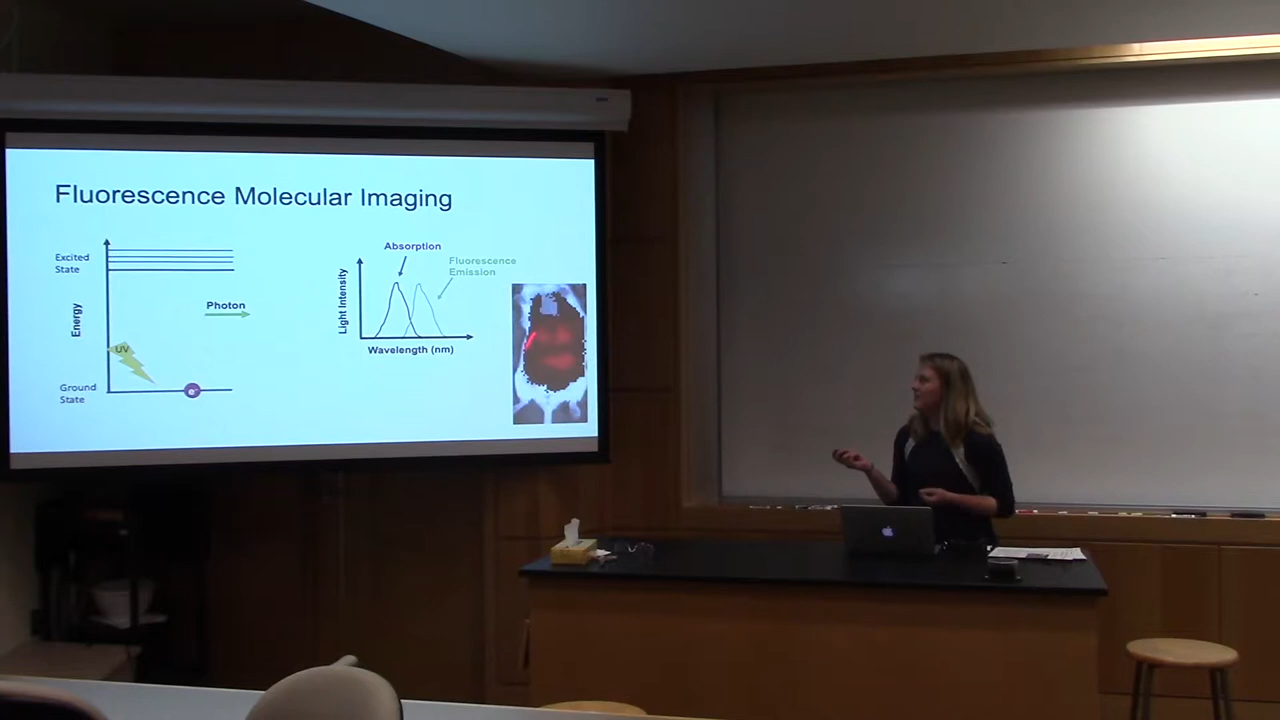 Fluorescence Molecular Imaging
Excited
State
Energy
Photon
UV
Ground
State
e⁻
Absorption
Fluorescence
Emission
Light Intensity
Wavelength (nm)